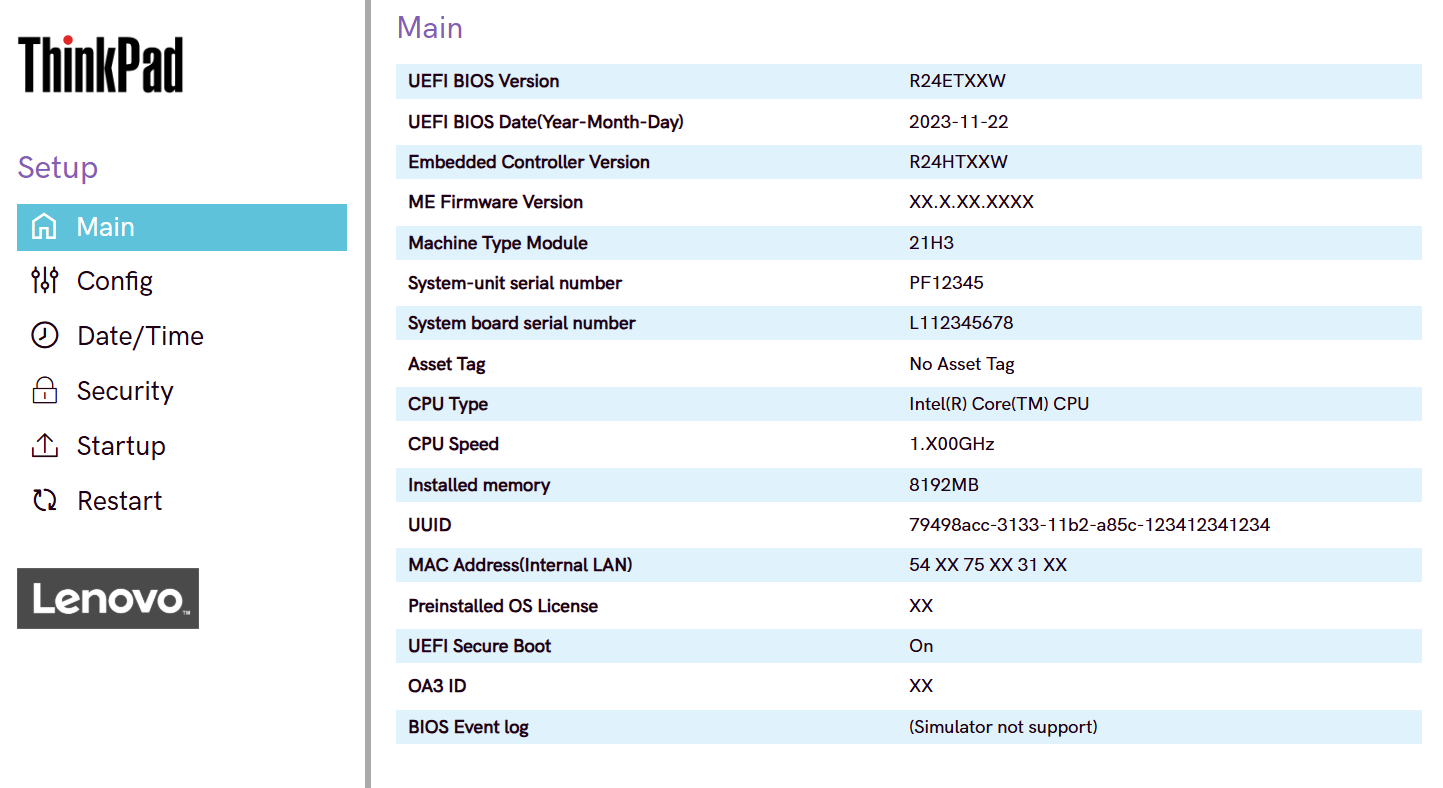 ThinkPad
Setup
Main
Config
Date/Time
Security
Startup
Restart
Lenovo™
Main
UEFI BIOS Version R24ETXXW
UEFI BIOS Date(Year-Month-Day) 2023-11-22
Embedded Controller Version R24HTXXW
ME Firmware Version XX.X.XX.XXXX
Machine Type Module 21H3
System-unit serial number PF12345
System board serial number L112345678
Asset Tag No Asset Tag
CPU Type Intel(R) Core(TM) CPU
CPU Speed 1.X00GHz
Installed memory 8192MB
UUID 79498acc-3133-11b2-a85c-123412341234
MAC Address(Internal LAN) 54 XX 75 XX 31 XX
Preinstalled OS License XX
UEFI Secure Boot On
OA3 ID XX
BIOS Event log (Simulator not support)